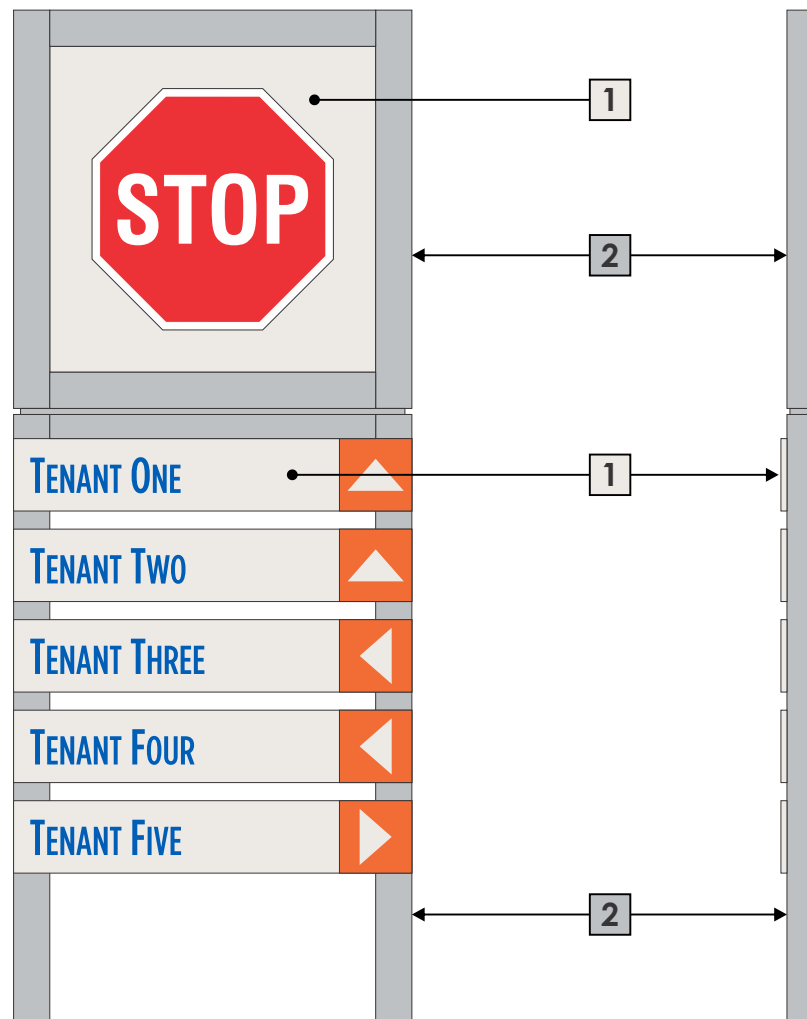 1
STOP
2
TENANT ONE
1
TENANT TWO
TENANT THREE
TENANT FOUR
TENANT FIVE
2